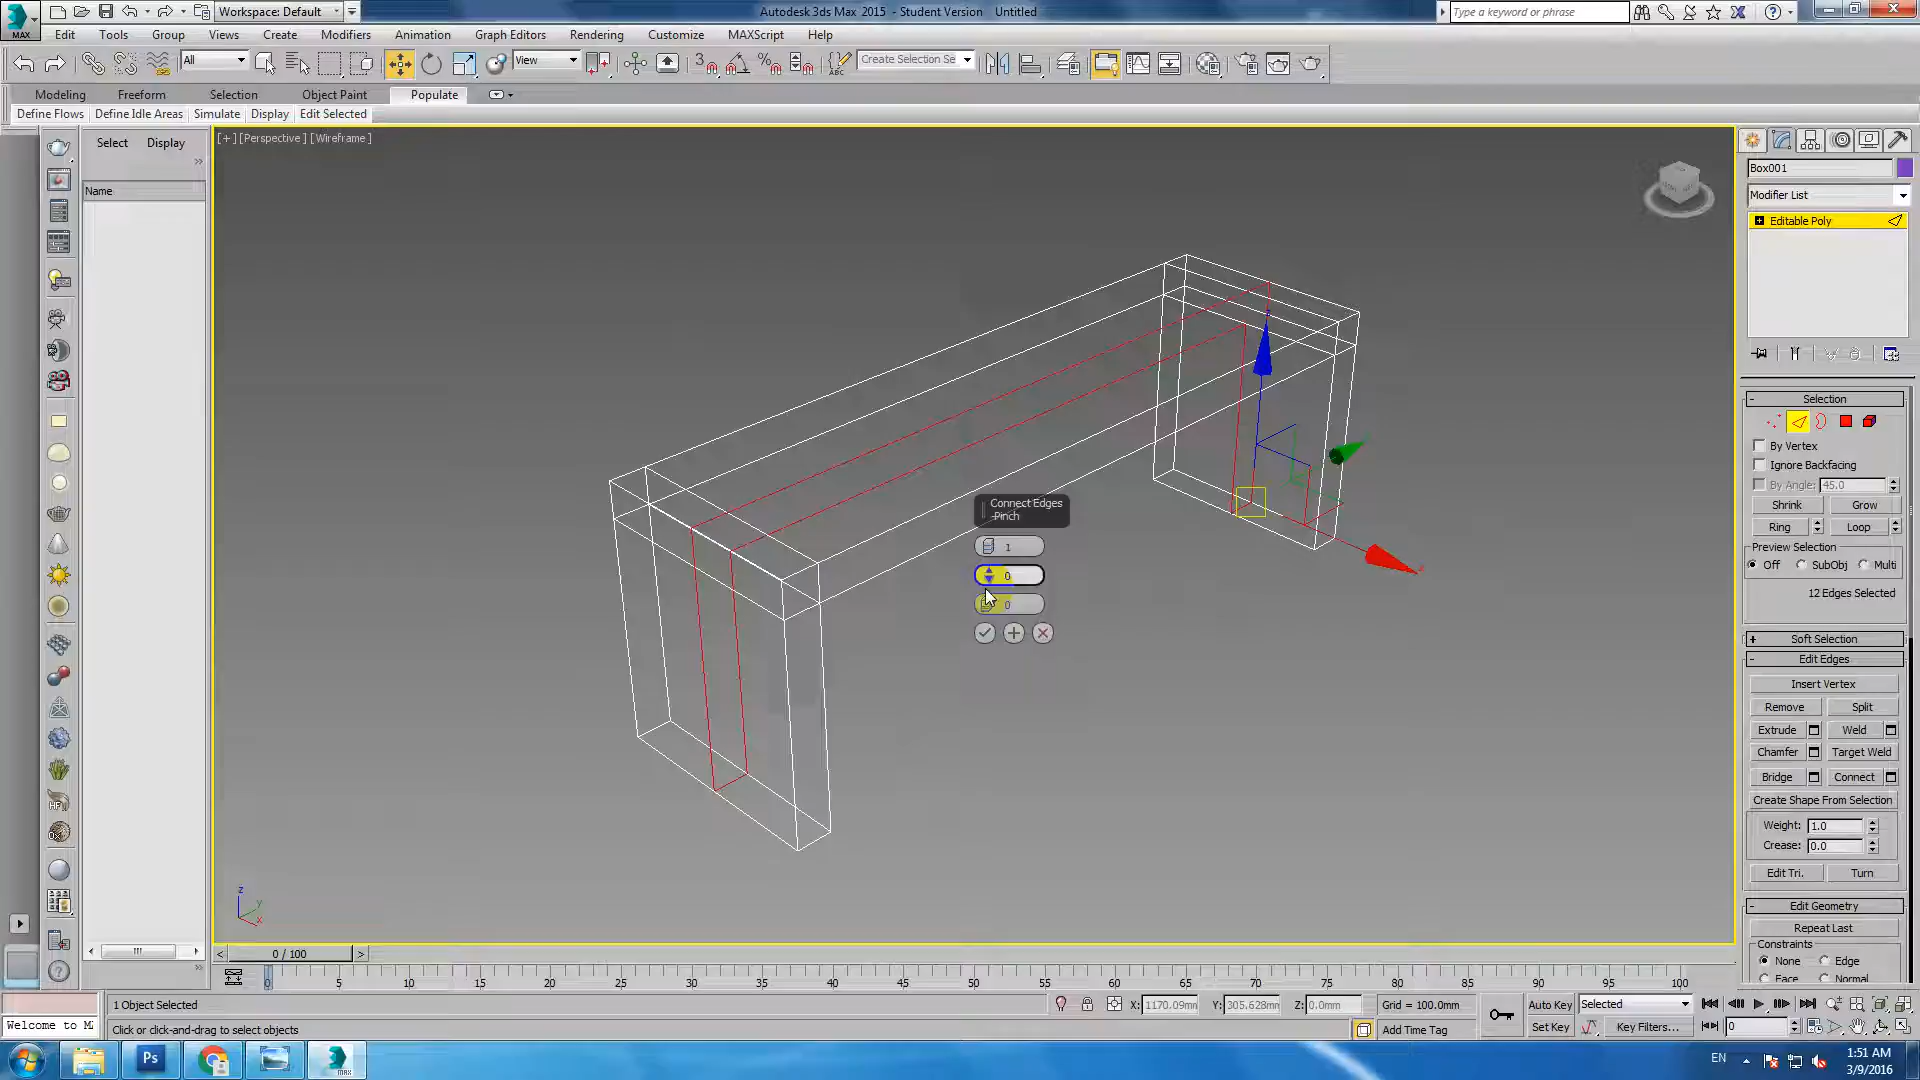 Workspace: Default
Autodesk 3ds Max 2015 - Student Version   Untitled
Type a keyword or phrase
MAX
Edit Tools Group Views Create Modifiers Animation Graph Editors Rendering Customize MAXScript Help
All
View
3
ABC
Create Selection Se
Modeling Freeform Selection Object Paint Populate
Define Flows Define Idle Areas Simulate Display Edit Selected
Select Display
Name
[+] [Perspective ] [Wireframe ]
Connect Edges
-Pinch
1
0
0
z
y
x
x
Box001
Modifier List
Editable Poly
- Selection
By Vertex
Ignore Backfacing
By Angle: 45.0
Shrink Grow
Ring Loop
Preview Selection
Off SubObj Multi
12 Edges Selected
+ Soft Selection
- Edit Edges
Insert Vertex
Remove Split
Extrude Weld
Chamfer Target Weld
Bridge Connect
Create Shape From Selection
Weight: 1.0
Crease: 0.0
Edit Tri. Turn
- Edit Geometry
Repeat Last
Constraints
None Edge
Face Normal
< 0 / 100 >
0 5 10 15 20 25 30 35 40 45 50 55 60 65 70 75 80 85 90 95 100
1 Object Selected
X: 1170.09mm Y: 305.628mm Z: 0.0mm Grid = 100.0mm
Auto Key Selected
Welcome to M
Click or click-and-drag to select objects
Add Time Tag
Set Key Key Filters...
0
Ps
MAX
EN
1:51 AM
3/9/2016